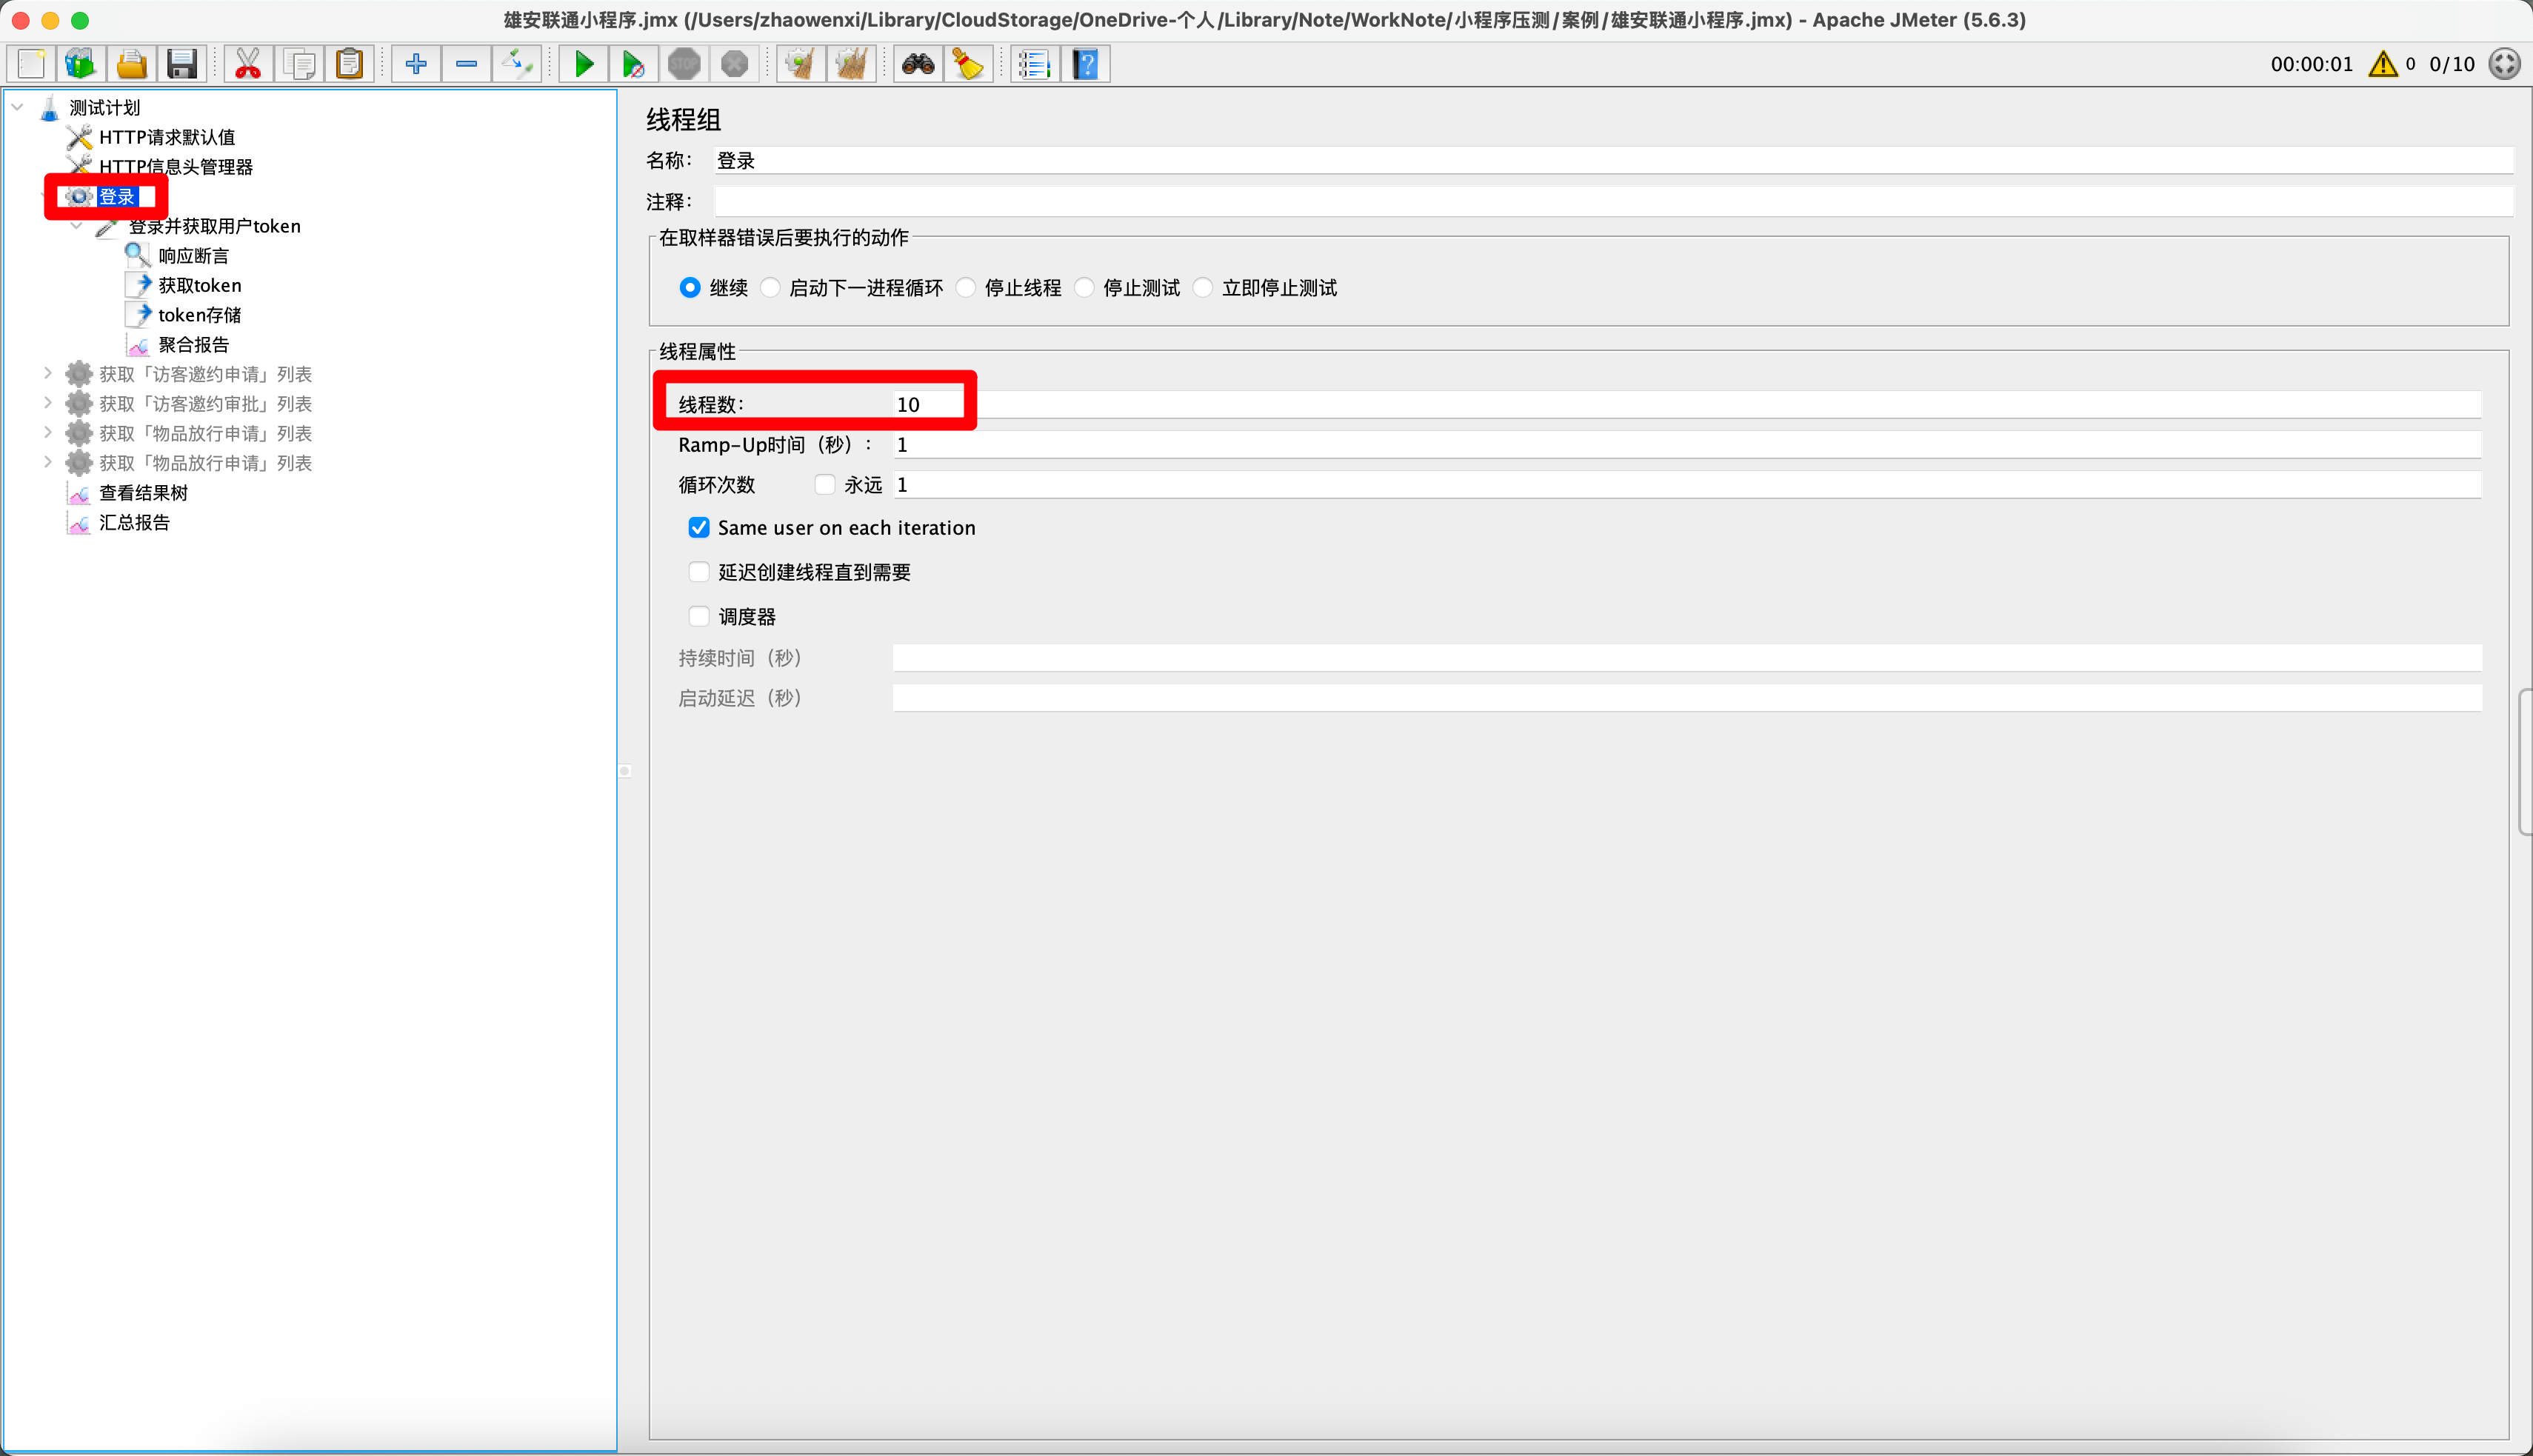 雄安联通小程序.jmx (/Users/zhaowenxi/Library/CloudStorage/OneDrive-个人/Library/Note/WorkNote/小程序压测/案例/雄安联通小程序.jmx) - Apache JMeter (5.6.3)
STOP
00:00:01 0 0/10
测试计划
HTTP请求默认值
HTTP信息头管理器
登录
登录并获取用户token
响应断言
获取token
token存储
聚合报告
获取「访客邀约申请」列表
获取「访客邀约审批」列表
获取「物品放行申请」列表
获取「物品放行申请」列表
查看结果树
汇总报告
线程组
名称： 登录
注释：
在取样器错误后要执行的动作
继续 启动下一进程循环 停止线程 停止测试 立即停止测试
线程属性
线程数： 10
Ramp-Up时间（秒）： 1
循环次数 永远 1
Same user on each iteration
延迟创建线程直到需要
调度器
持续时间（秒）
启动延迟（秒）